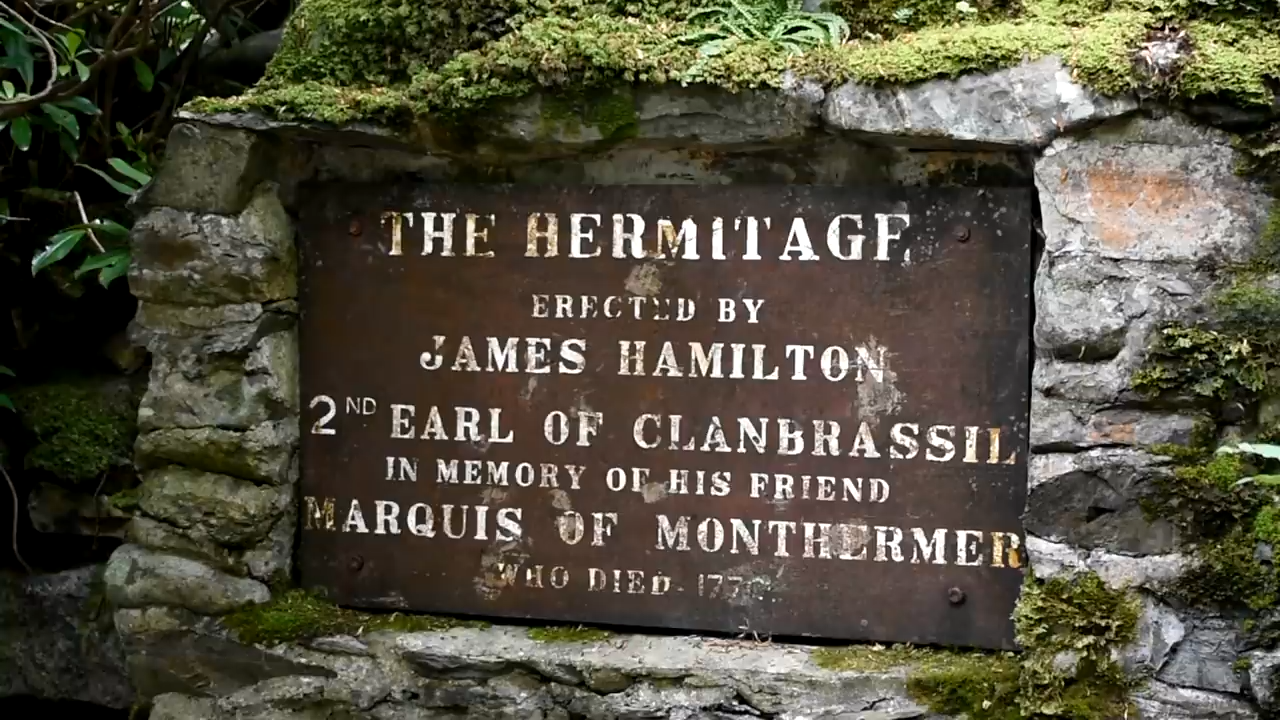 THE HERMITAGE
ERECTED BY
JAMES HAMILTON
2ND EARL OF CLANBRASSIL
IN MEMORY OF HIS FRIEND
MARQUIS OF MONTHERMER
WHO DIED